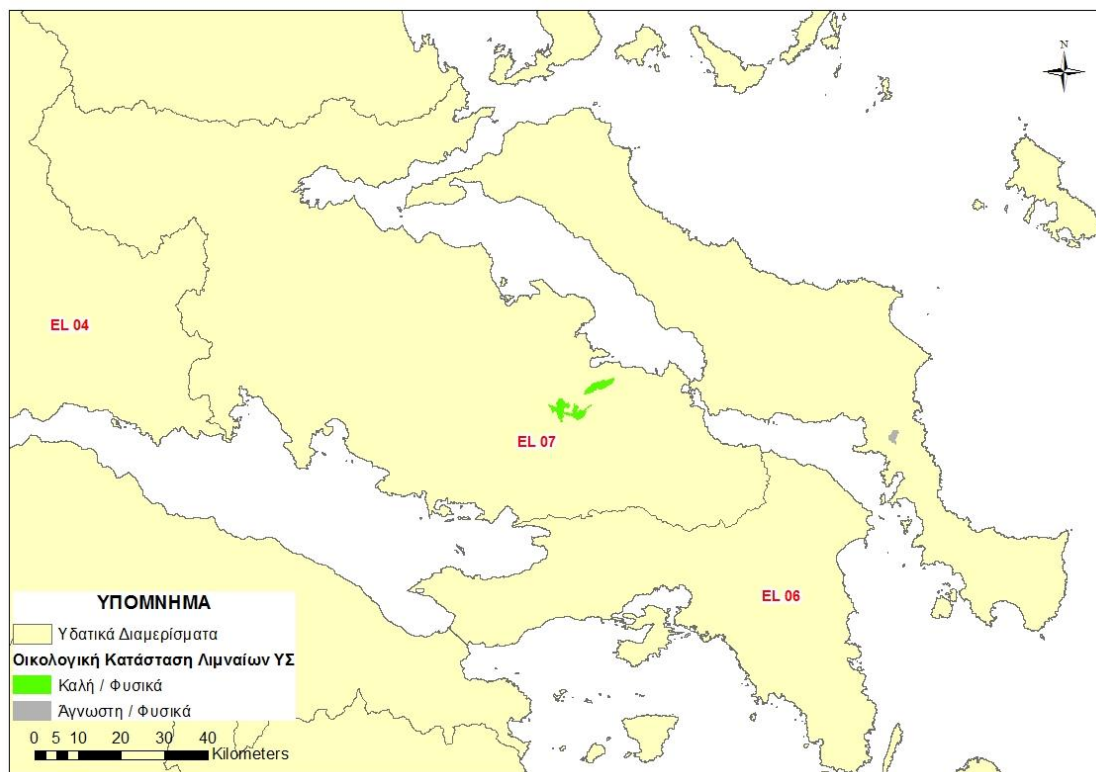 N
EL 04
EL 07
EL 06
ΥΠΟΜΝΗΜΑ
Υδατικά Διαμερίσματα
Οικολογική Κατάσταση Λιμναίων ΥΣ
Καλή / Φυσικά
Άγνωστη / Φυσικά
0 5 10 20 30 40 Kilometers